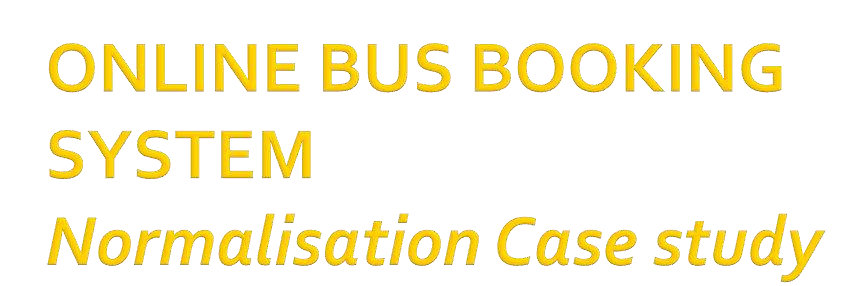 ONLINE BUS BOOKING
SYSTEM
Normalisation Case study